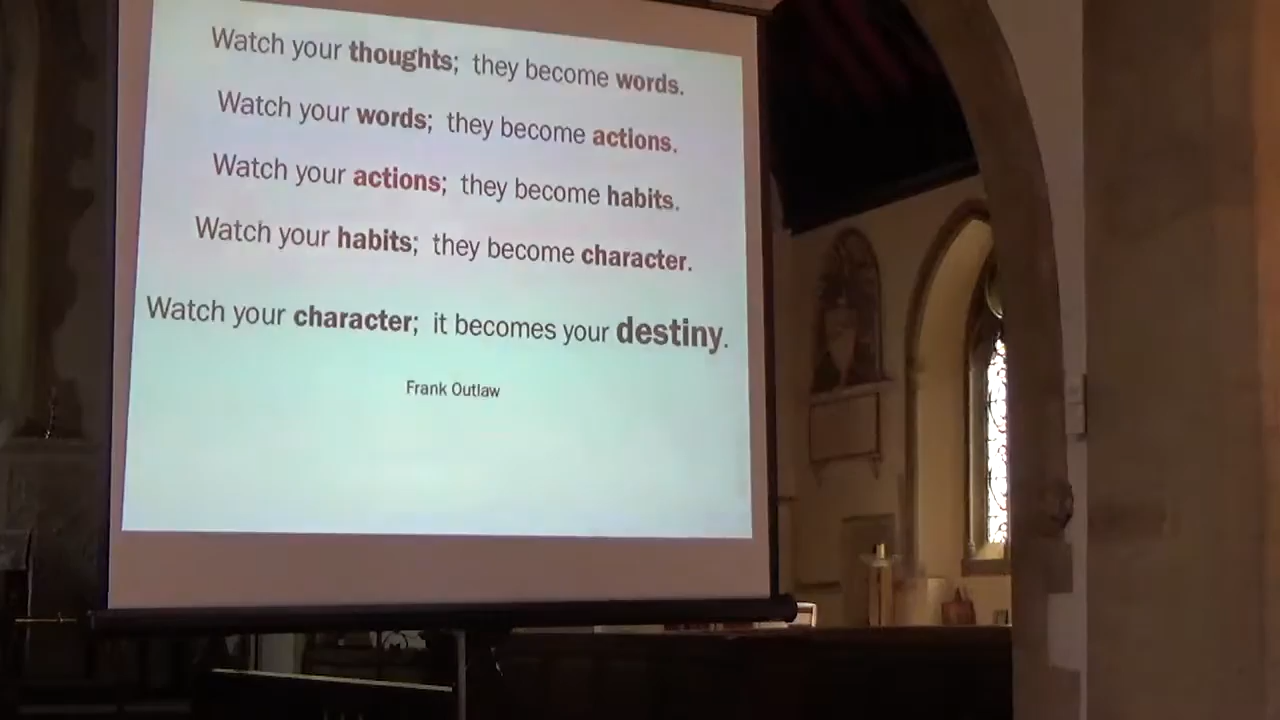 Watch your thoughts; they become words.
Watch your words; they become actions.
Watch your actions; they become habits.
Watch your habits; they become character.
Watch your character; it becomes your destiny.
Frank Outlaw